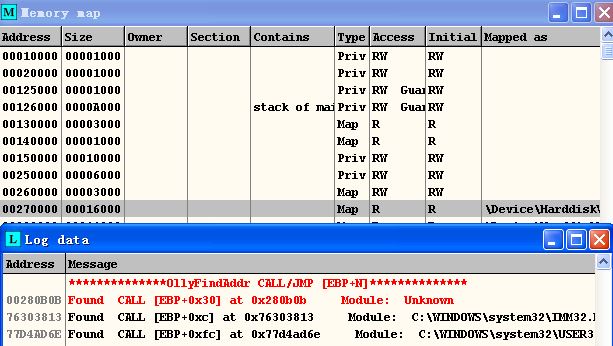 M Memory map
Address Size Owner Section Contains Type Access Initial Mapped as
00010000 00001000 Priv RW RW
00020000 00001000 Priv RW RW
00125000 00001000 Priv RW Guar RW
00126000 0000A000 stack of mai Priv RW Guar RW
00130000 00003000 Map R R
00140000 00001000 Map R R
00150000 00010000 Priv RW RW
00250000 00006000 Priv RW RW
00260000 00003000 Map RW RW
00270000 00016000 Map R R \Device\Harddisk\
L Log data
Address Message
**************OllyFindAddr CALL/JMP [EBP+N]**************
00280B0B Found CALL [EBP+0x30] at 0x280b0b Module: Unknown
76303813 Found CALL [EBP+0xc] at 0x76303813 Module: C:\WINDOWS\system32\IMM32.
77D4AD6E Found CALL [EBP+0xfc] at 0x77d4ad6e Module: C:\WINDOWS\system32\USER3